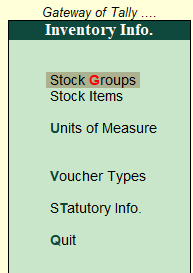 Gateway of Tally ....
Inventory Info.
Stock Groups
Stock Items
Units of Measure
Voucher Types
STatutory Info.
Quit